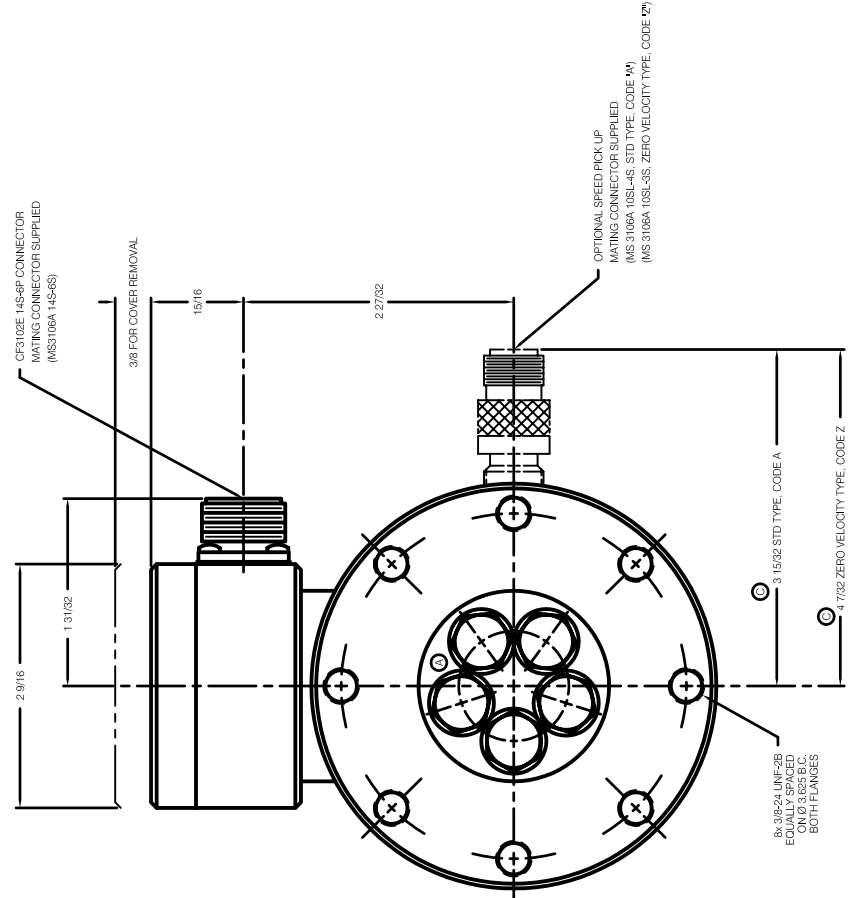 CF3102E 14S-6P CONNECTOR
MATING CONNECTOR SUPPLIED
(MS3106A 14S-6S)
3/8 FOR COVER REMOVAL
15/16
2 27/32
OPTIONAL SPEED PICK UP
MATING CONNECTOR SUPPLIED
(MS 3106A 10SL-4S, STD TYPE, CODE "A")
(MS 3106A 10SL-3S, ZERO VELOCITY TYPE, CODE "Z")
1 31/32
2 9/16
A
C
3 15/32 STD TYPE, CODE A
C
4 7/32 ZERO VELOCITY TYPE, CODE Z
8x 3/8-24 UNF-2B
EQUALLY SPACED
ON Ø 3.625 B.C.
BOTH FLANGES